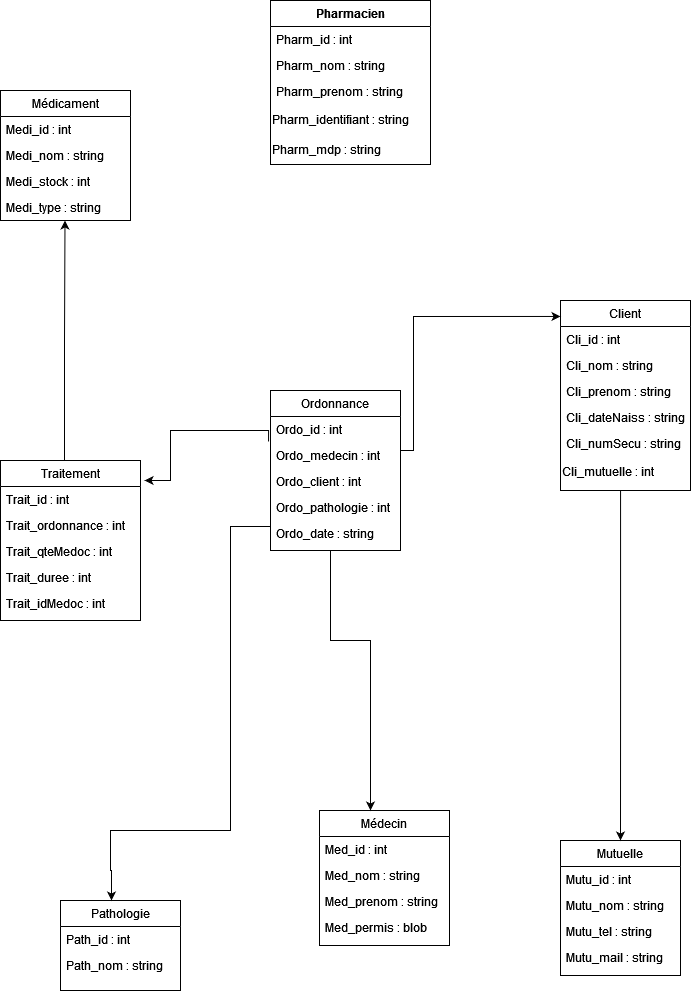 Pharmacien
Pharm_id : int
Pharm_nom : string
Pharm_prenom : string
Pharm_identifiant : string
Pharm_mdp : string
Médicament
Medi_id : int
Medi_nom : string
Medi_stock : int
Medi_type : string
Client
Cli_id : int
Cli_nom : string
Cli_prenom : string
Cli_dateNaiss : string
Cli_numSecu : string
Cli_mutuelle : int
Ordonnance
Ordo_id : int
Ordo_medecin : int
Ordo_client : int
Ordo_pathologie : int
Ordo_date : string
Traitement
Trait_id : int
Trait_ordonnance : int
Trait_qteMedoc : int
Trait_duree : int
Trait_idMedoc : int
Médecin
Med_id : int
Med_nom : string
Med_prenom : string
Med_permis : blob
Mutuelle
Mutu_id : int
Mutu_nom : string
Mutu_tel : string
Mutu_mail : string
Pathologie
Path_id : int
Path_nom : string